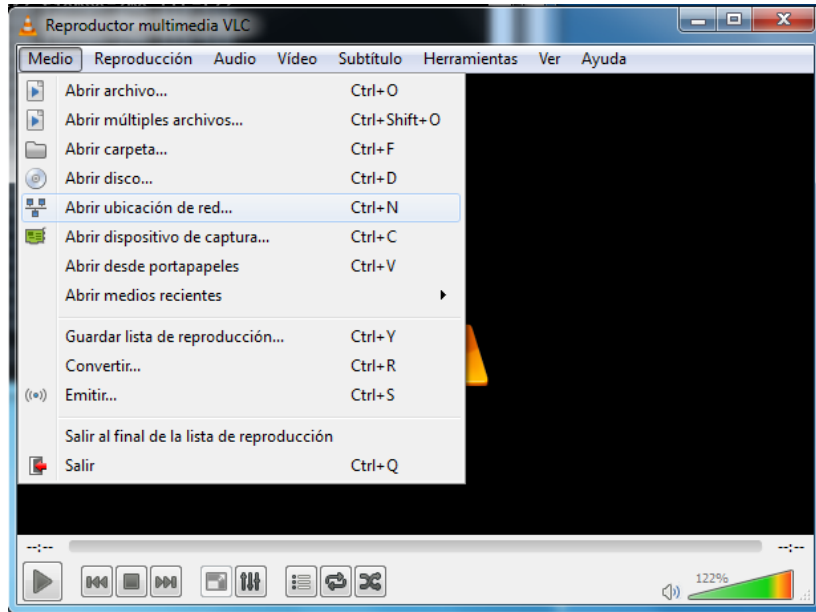 Reproductor multimedia VLC
Medio Reproducción Audio Vídeo Subtítulo Herramientas Ver Ayuda
Abrir archivo... Ctrl+O
Abrir múltiples archivos... Ctrl+Shift+O
Abrir carpeta... Ctrl+F
Abrir disco... Ctrl+D
Abrir ubicación de red... Ctrl+N
Abrir dispositivo de captura... Ctrl+C
Abrir desde portapapeles Ctrl+V
Abrir medios recientes
Guardar lista de reproducción... Ctrl+Y
Convertir... Ctrl+R
Emitir... Ctrl+S
Salir al final de la lista de reproducción
Salir Ctrl+Q
--:-- --:--
122%